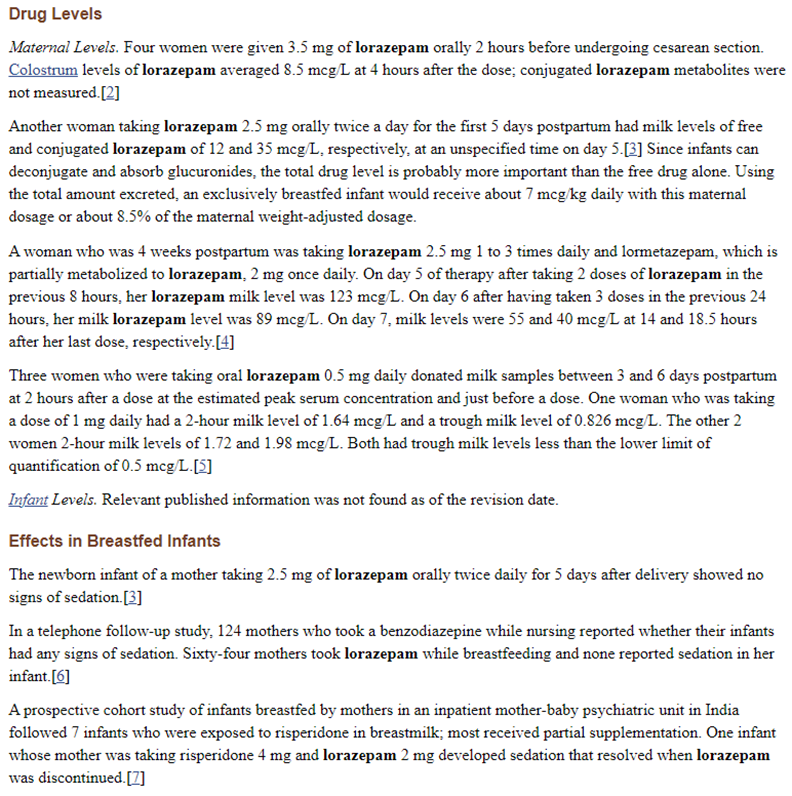 Drug Levels
Maternal Levels. Four women were given 3.5 mg of lorazepam orally 2 hours before undergoing cesarean section.
Colostrum levels of lorazepam averaged 8.5 mcg/L at 4 hours after the dose; conjugated lorazepam metabolites were
not measured.[2]
Another woman taking lorazepam 2.5 mg orally twice a day for the first 5 days postpartum had milk levels of free
and conjugated lorazepam of 12 and 35 mcg/L, respectively, at an unspecified time on day 5.[3] Since infants can
deconjugate and absorb glucuronides, the total drug level is probably more important than the free drug alone. Using
the total amount excreted, an exclusively breastfed infant would receive about 7 mcg/kg daily with this maternal
dosage or about 8.5% of the maternal weight-adjusted dosage.
A woman who was 4 weeks postpartum was taking lorazepam 2.5 mg 1 to 3 times daily and lormetazepam, which is
partially metabolized to lorazepam, 2 mg once daily. On day 5 of therapy after taking 2 doses of lorazepam in the
previous 8 hours, her lorazepam milk level was 123 mcg/L. On day 6 after having taken 3 doses in the previous 24
hours, her milk lorazepam level was 89 mcg/L. On day 7, milk levels were 55 and 40 mcg/L at 14 and 18.5 hours
after her last dose, respectively.[4]
Three women who were taking oral lorazepam 0.5 mg daily donated milk samples between 3 and 6 days postpartum
at 2 hours after a dose at the estimated peak serum concentration and just before a dose. One woman who was taking
a dose of 1 mg daily had a 2-hour milk level of 1.64 mcg/L and a trough milk level of 0.826 mcg/L. The other 2
women 2-hour milk levels of 1.72 and 1.98 mcg/L. Both had trough milk levels less than the lower limit of
quantification of 0.5 mcg/L.[5]
Infant Levels. Relevant published information was not found as of the revision date.
Effects in Breastfed Infants
The newborn infant of a mother taking 2.5 mg of lorazepam orally twice daily for 5 days after delivery showed no
signs of sedation.[3]
In a telephone follow-up study, 124 mothers who took a benzodiazepine while nursing reported whether their infants
had any signs of sedation. Sixty-four mothers took lorazepam while breastfeeding and none reported sedation in her
infant.[6]
A prospective cohort study of infants breastfed by mothers in an inpatient mother-baby psychiatric unit in India
followed 7 infants who were exposed to risperidone in breastmilk; most received partial supplementation. One infant
whose mother was taking risperidone 4 mg and lorazepam 2 mg developed sedation that resolved when lorazepam
was discontinued.[7]